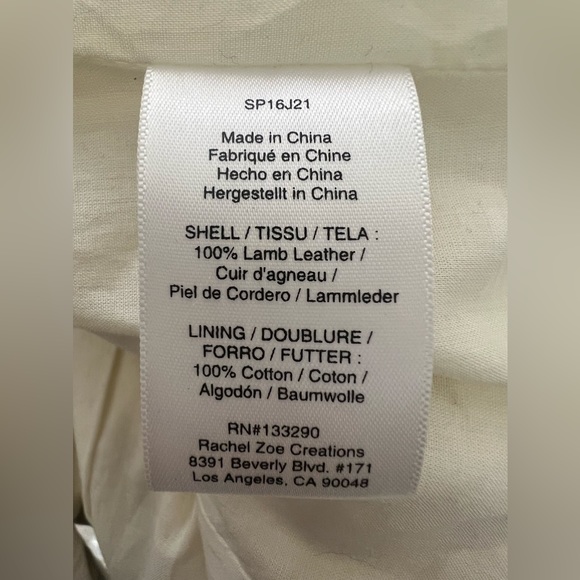 SP16J21
Made in China
Fabriqué en Chine
Hecho en China
Hergestellt in China
SHELL / TISSU / TELA :
100% Lamb Leather /
Cuir d'agneau /
Piel de Cordero / Lammleder
LINING / DOUBLURE /
FORRO / FUTTER :
100% Cotton / Coton /
Algodón / Baumwolle
RN#133290
Rachel Zoe Creations
8391 Beverly Blvd. #171
Los Angeles, CA 90048